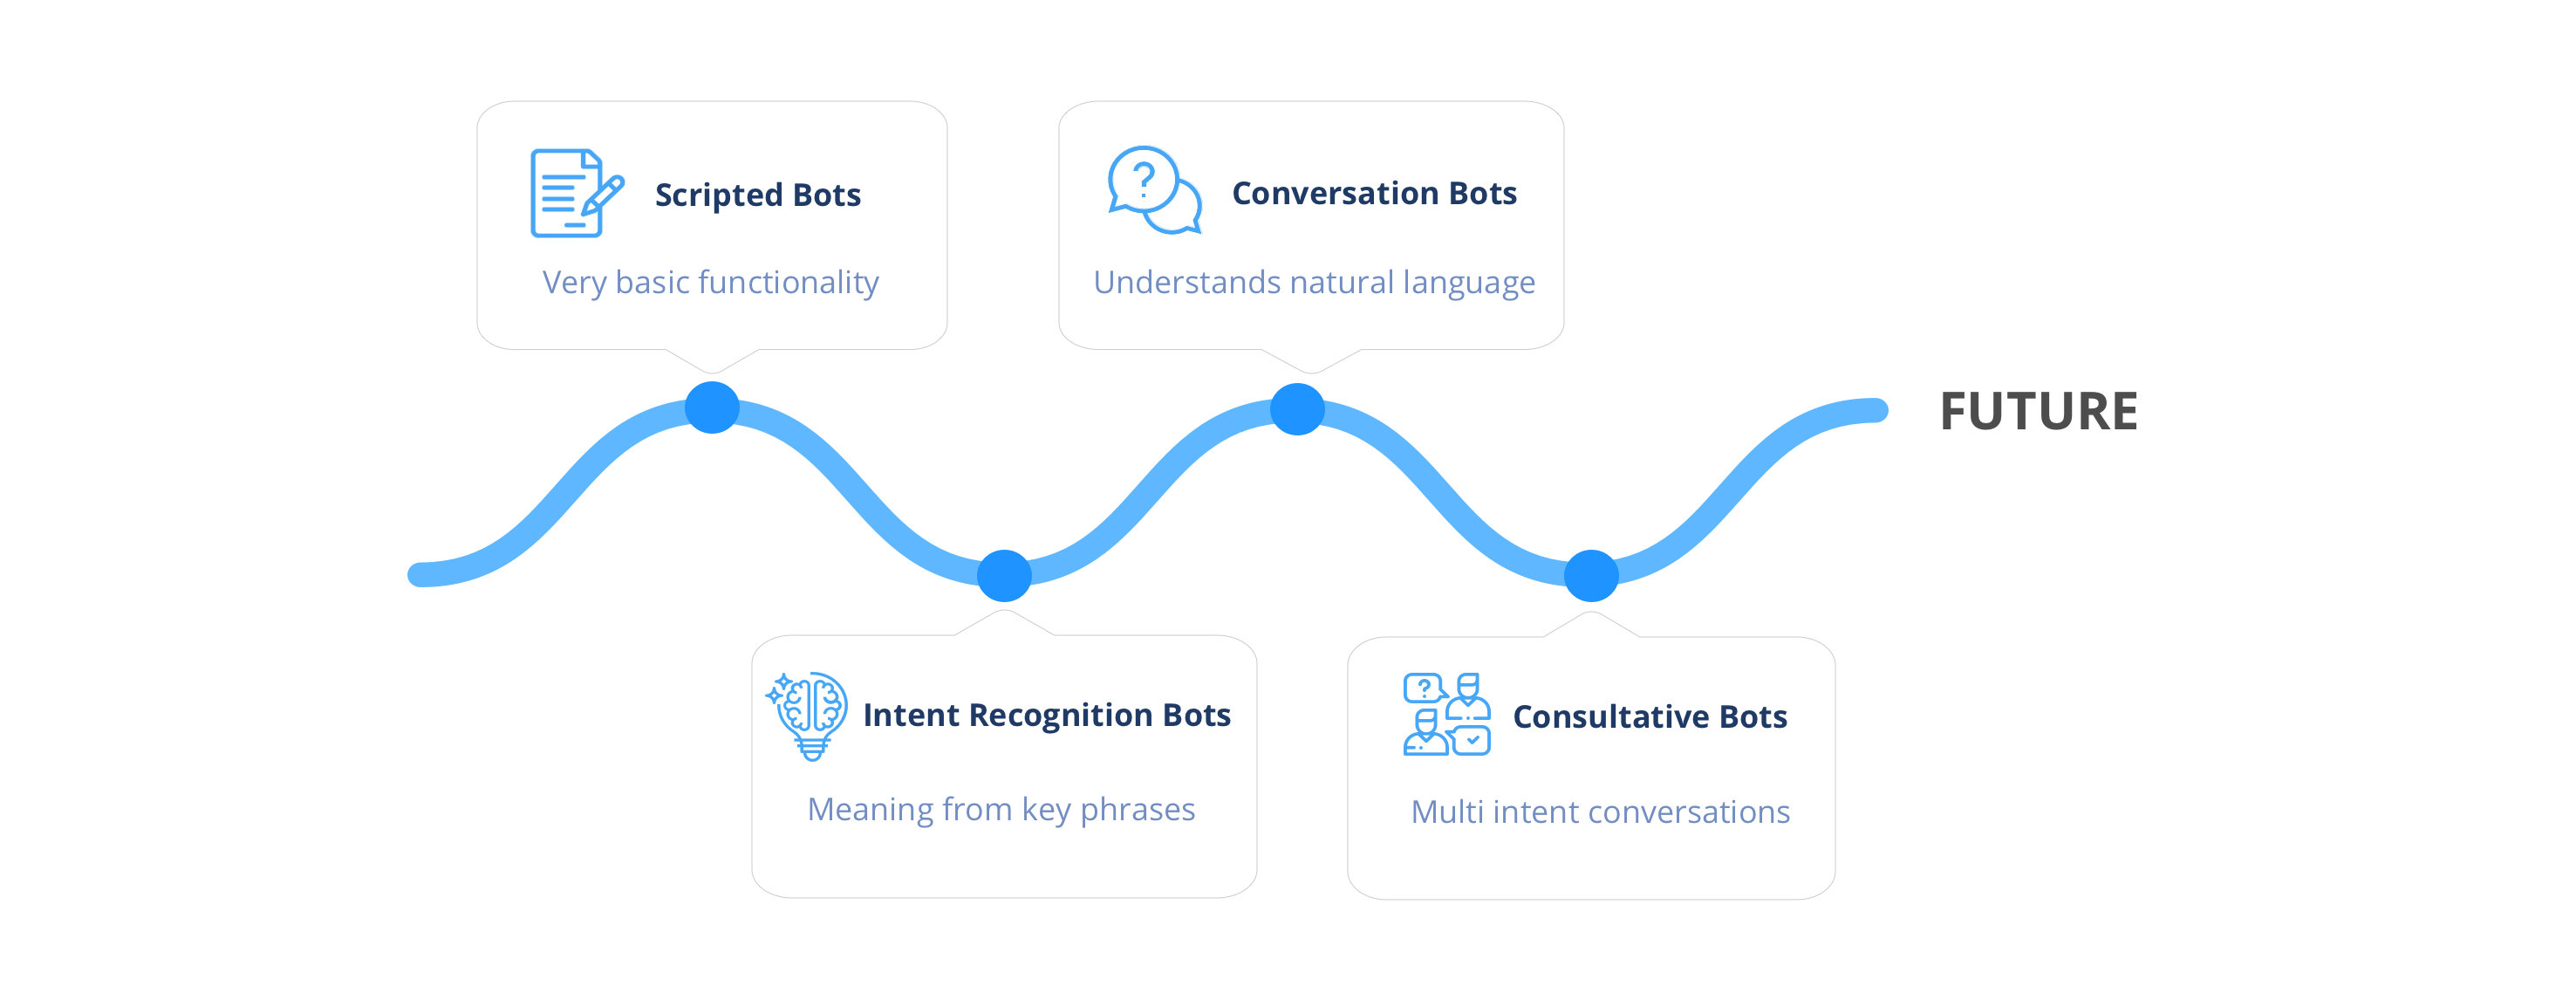 Scripted Bots
Very basic functionality
?
Conversation Bots
Understands natural language
FUTURE
Intent Recognition Bots
Meaning from key phrases
?
Consultative Bots
Multi intent conversations